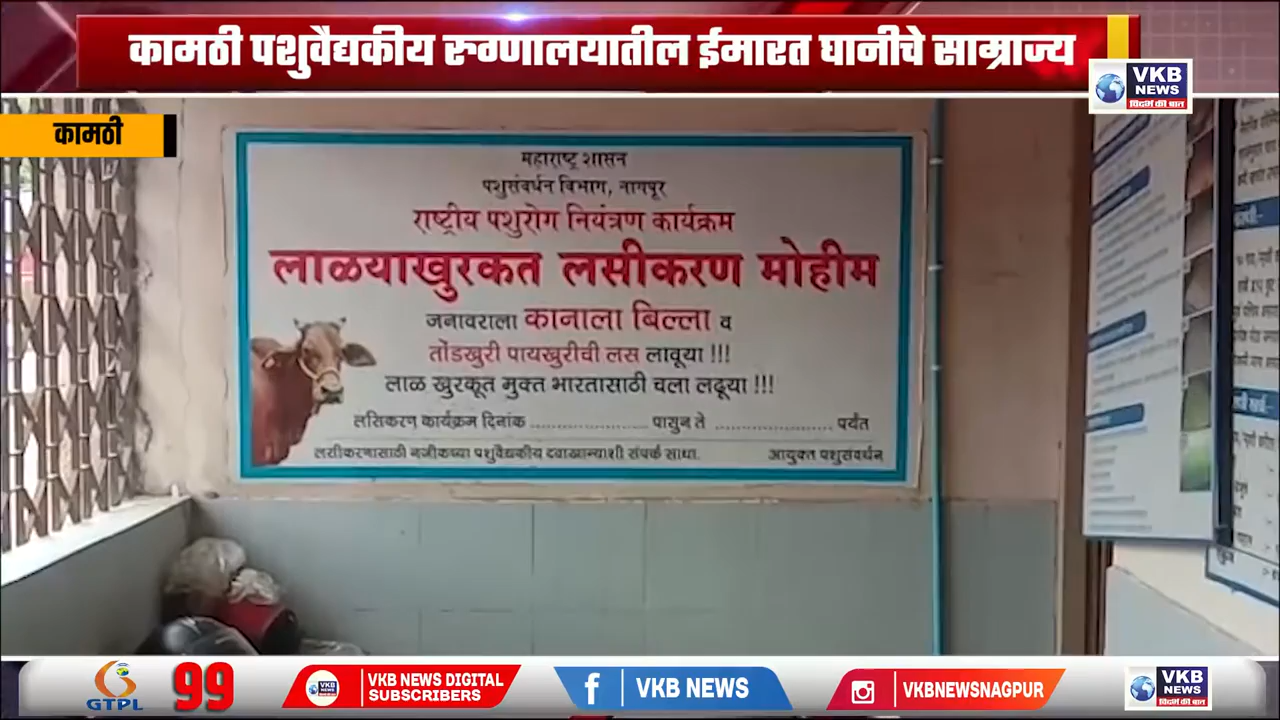 कामठी पशुवैद्यकीय रुग्णालयातील ईमारत घानीचे साम्राज्य
VKB
NEWS
विदर्भ की बात
कामठी
महाराष्ट्र शासन
पशुसंवर्धन विभाग, नागपूर
राष्ट्रीय पशुरोग नियंत्रण कार्यक्रम
लाळयाखुरकत लसीकरण मोहीम
जनावराला कानाला बिल्ला व
तोंडखुरी पायखुरीची लस लावूया !!!
लाळ खुरकूत मुक्त भारतासाठी चला लढूया !!!
लसिकरण कार्यक्रम दिनांक ........................ पासुन ते ........................ पर्यंत
लसीकरणासाठी नजीकच्या पशुवैद्यकीय दवाखान्याशी संपर्क साधा. आयुक्त पशुसंवर्धन
GTPL
99
VKB NEWS DIGITAL
SUBSCRIBERS
VKB NEWS
VKBNEWSNAGPUR
VKB
NEWS
विदर्भ की बात